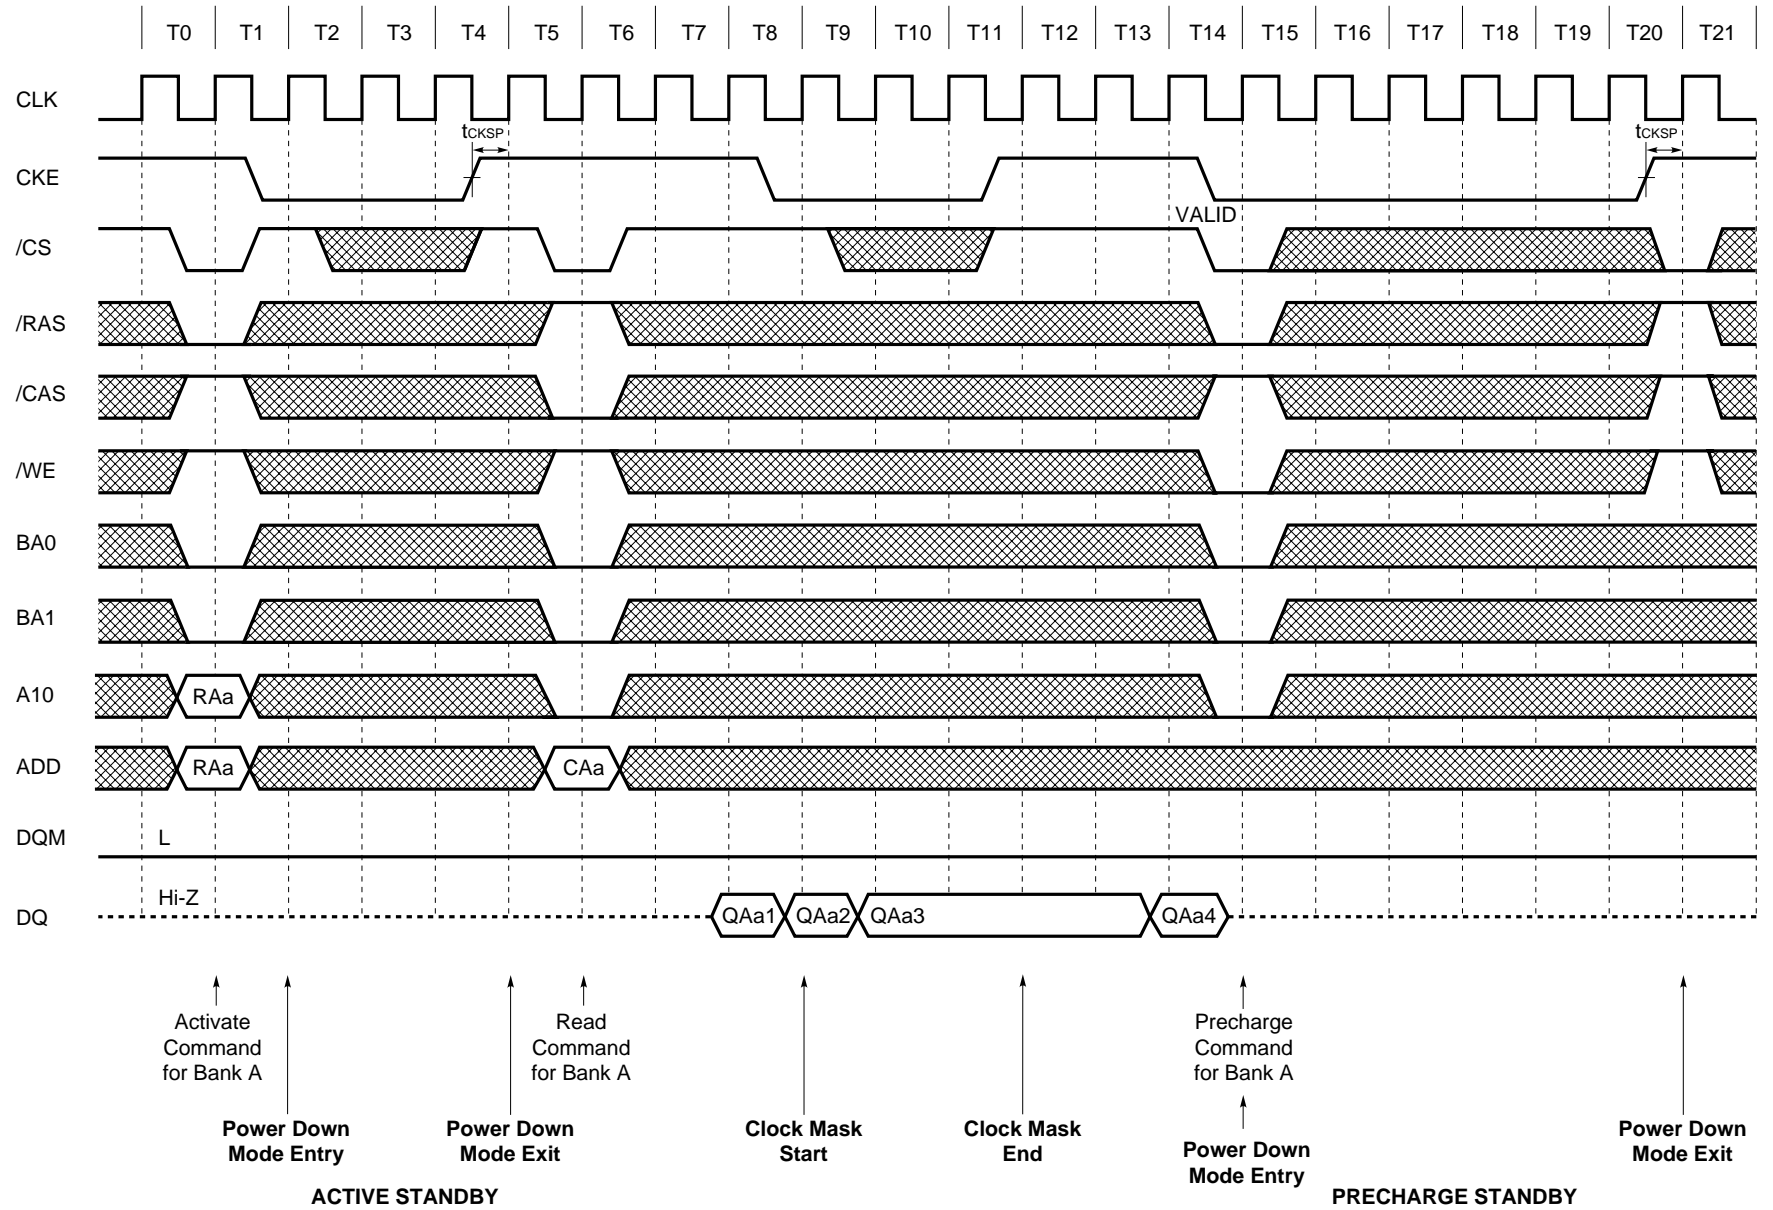 T0 T1 T2 T3 T4 T5 T6 T7 T8 T9 T10 T11 T12 T13 T14 T15 T16 T17 T18 T19 T20 T21
CLK
tCKSP tCKSP
CKE
VALID
/CS
/RAS
/CAS
/WE
BA0
BA1
A10 RAa
ADD RAa CAa
DQM L
Hi-Z
DQ QAa1 QAa2 QAa3 QAa4
Activate
Command
for Bank A
Read
Command
for Bank A
Precharge
Command
for Bank A
Power Down
Mode Entry
Power Down
Mode Exit
Clock Mask
Start
Clock Mask
End
Power Down
Mode Entry
Power Down
Mode Exit
ACTIVE STANDBY
PRECHARGE STANDBY